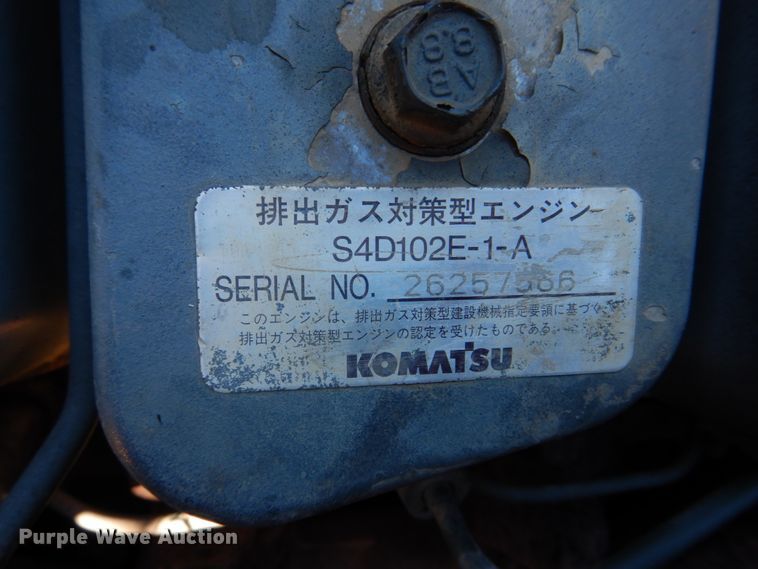 8.8
AB
排出ガス対策型エンジン
S4D102E-1-A
SERIAL NO. 26257566
このエンジンは、排出ガス対策型建設機械指定要領に基づく、
排出ガス対策型エンジンの認定を受けたものである。
KOMATSU
Purple Wave Auction